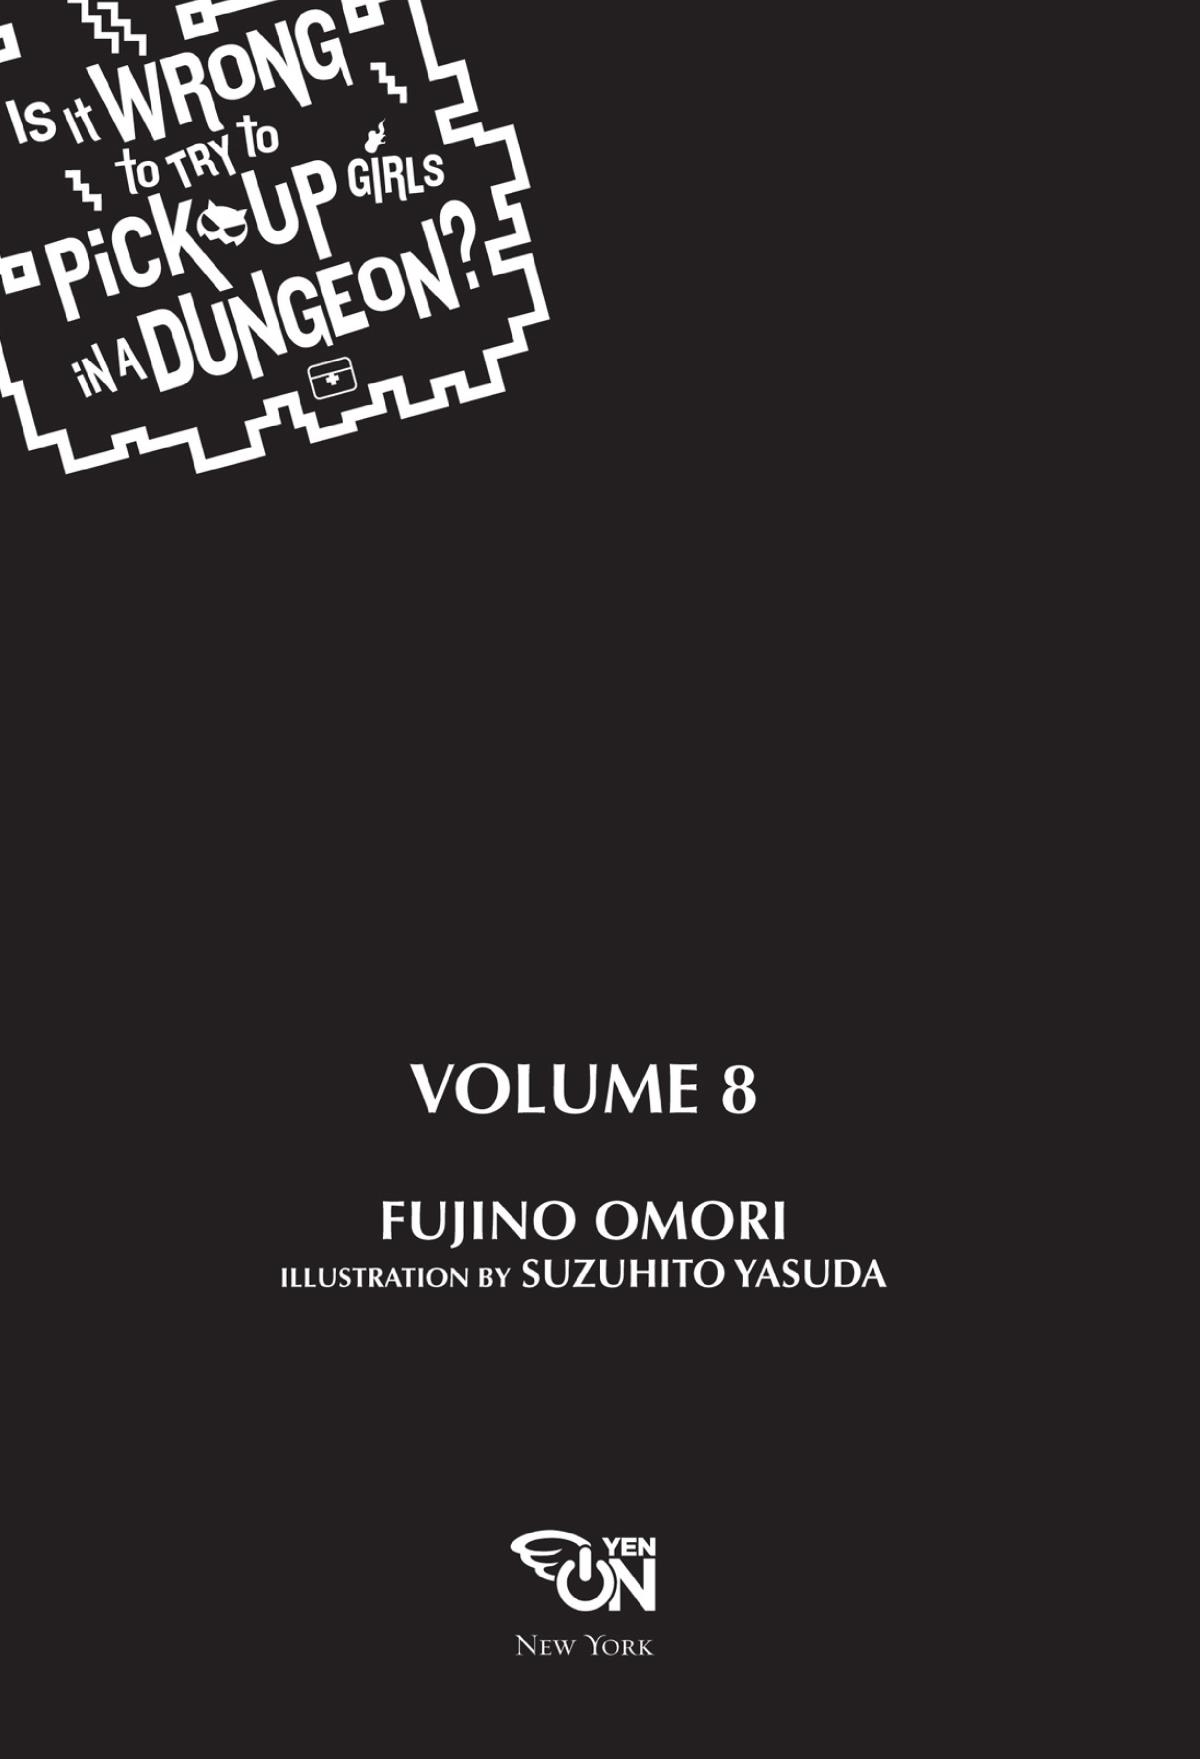 Is it WRONG
to TRY to
PiCK-UP GiRLS
iN A DUNGEON?
VOLUME 8
FUJINO OMORI
ILLUSTRATION BY SUZUHITO YASUDA
YEN
ON
NEW YORK